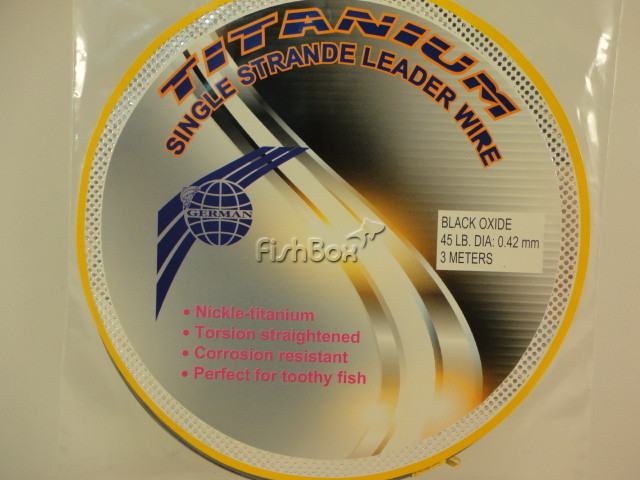 TITANIUM
SINGLE STRANDE LEADER WIRE
GERMAN
FishBox
BLACK OXIDE
45 LB. DIA: 0.42 mm
3 METERS
• Nickle-titanium
• Torsion straightened
• Corrosion resistant
• Perfect for toothy fish